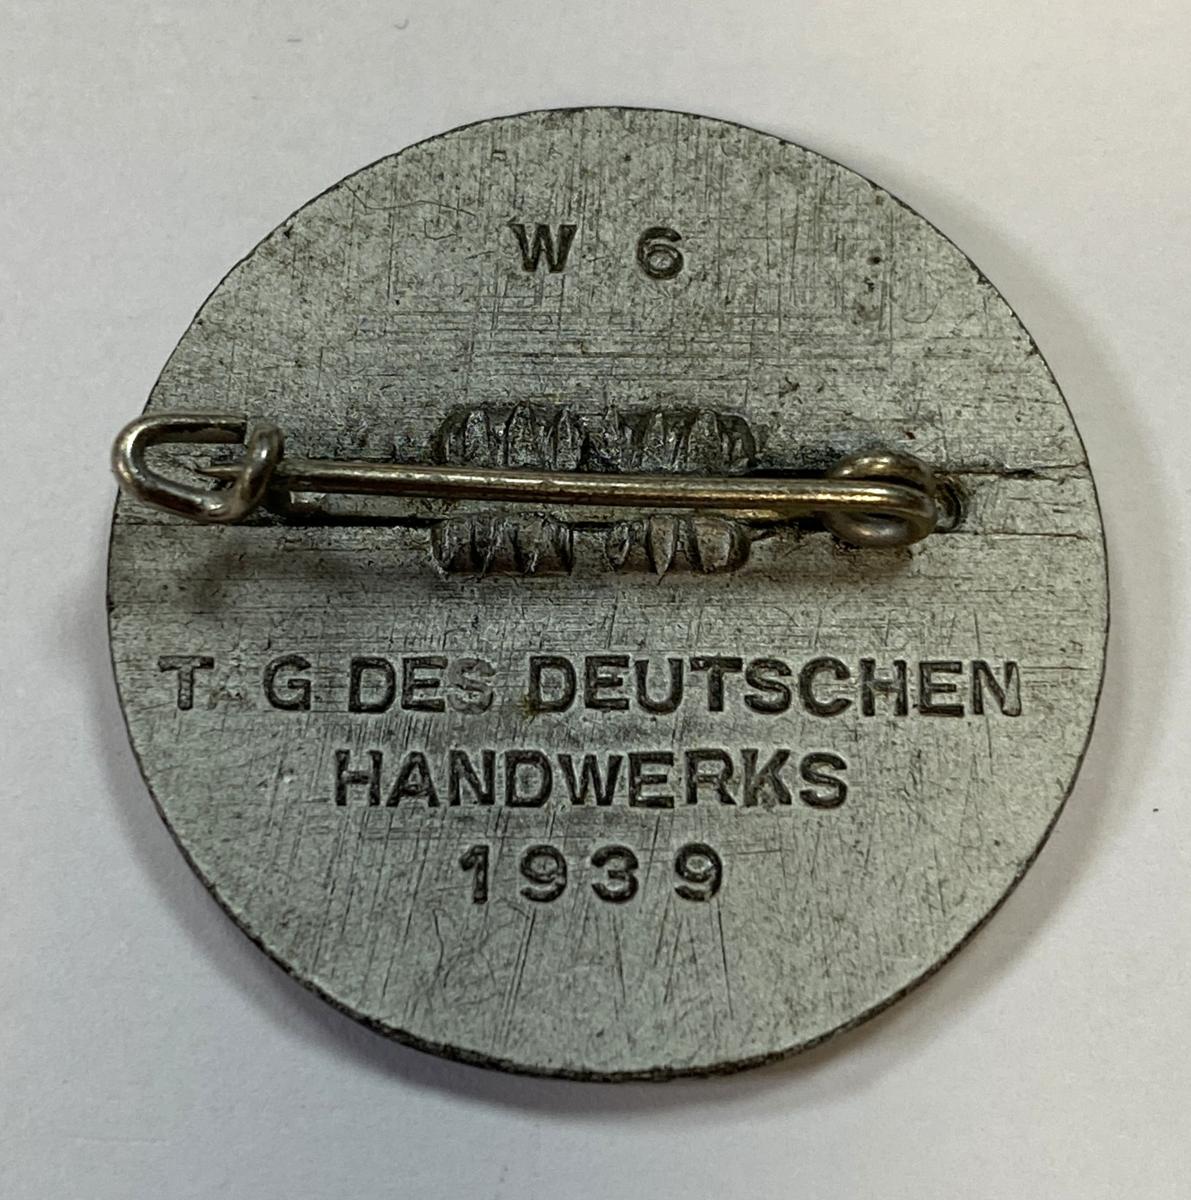 W 6
TAG DES DEUTSCHEN
HANDWERKS
1939